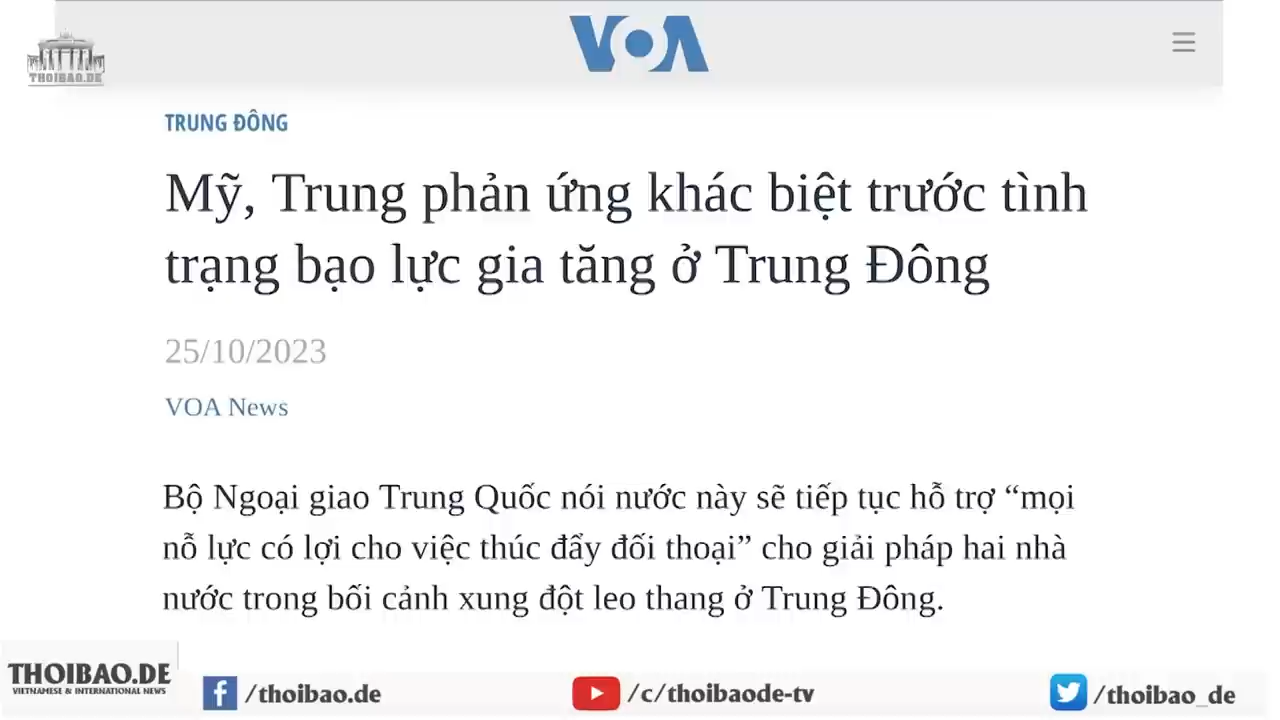 VOA
THOIBAO.DE
TRUNG ĐÔNG
Mỹ, Trung phản ứng khác biệt trước tình
trạng bạo lực gia tăng ở Trung Đông
25/10/2023
VOA News
Bộ Ngoại giao Trung Quốc nói nước này sẽ tiếp tục hỗ trợ “mọi
nỗ lực có lợi cho việc thúc đẩy đối thoại” cho giải pháp hai nhà
nước trong bối cảnh xung đột leo thang ở Trung Đông.
THOIBAO.DE
VIETNAMESE & INTERNATIONAL NEWS
/thoibao.de
/c/thoibaode-tv
/thoibao_de